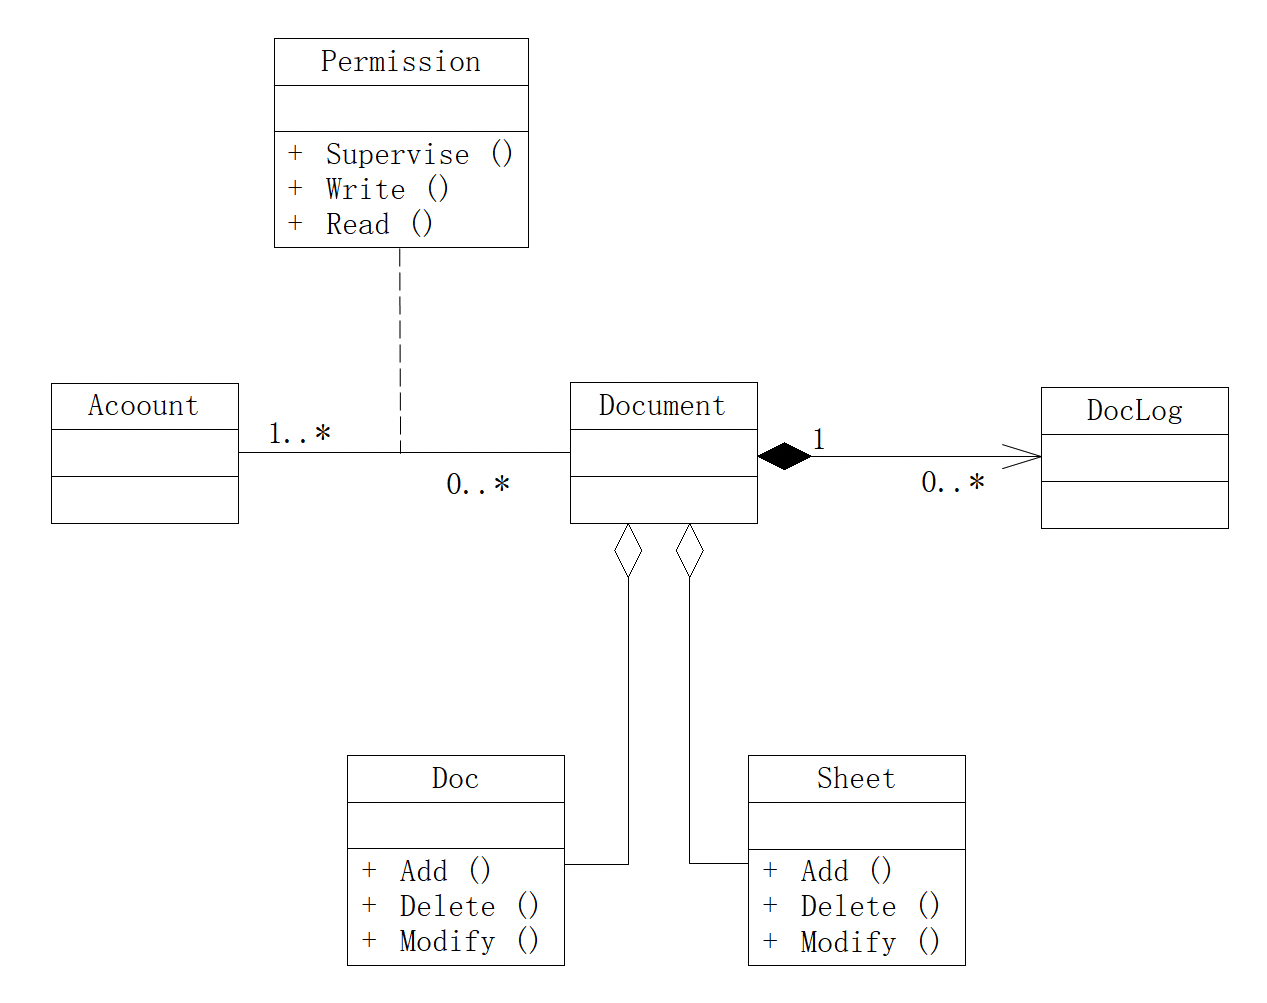 Permission
+ Supervise ()
+ Write ()
+ Read ()
Acoount
1..*
0..*
Document
1
0..*
DocLog
Doc
+ Add ()
+ Delete ()
+ Modify ()
Sheet
+ Add ()
+ Delete ()
+ Modify ()